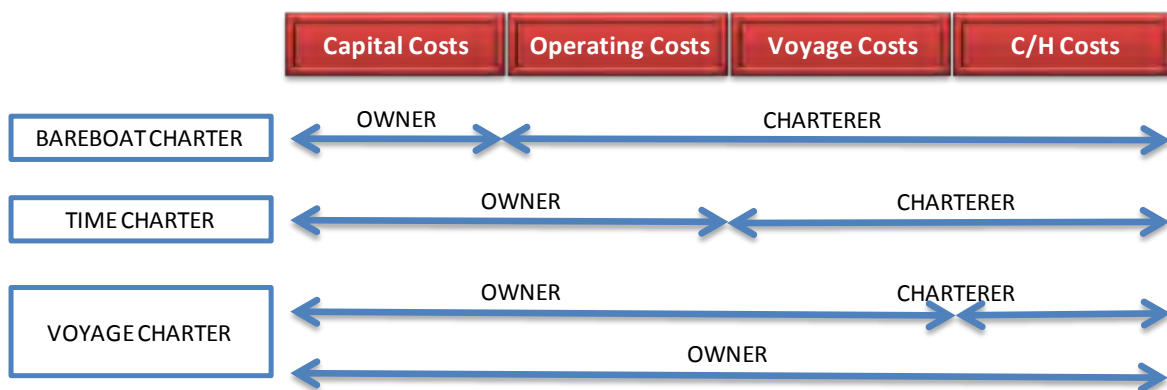 Capital Costs Operating Costs Voyage Costs C/H Costs
OWNER CHARTERER
BAREBOAT CHARTER
OWNER CHARTERER
TIME CHARTER
OWNER CHARTERER
VOYAGE CHARTER
OWNER